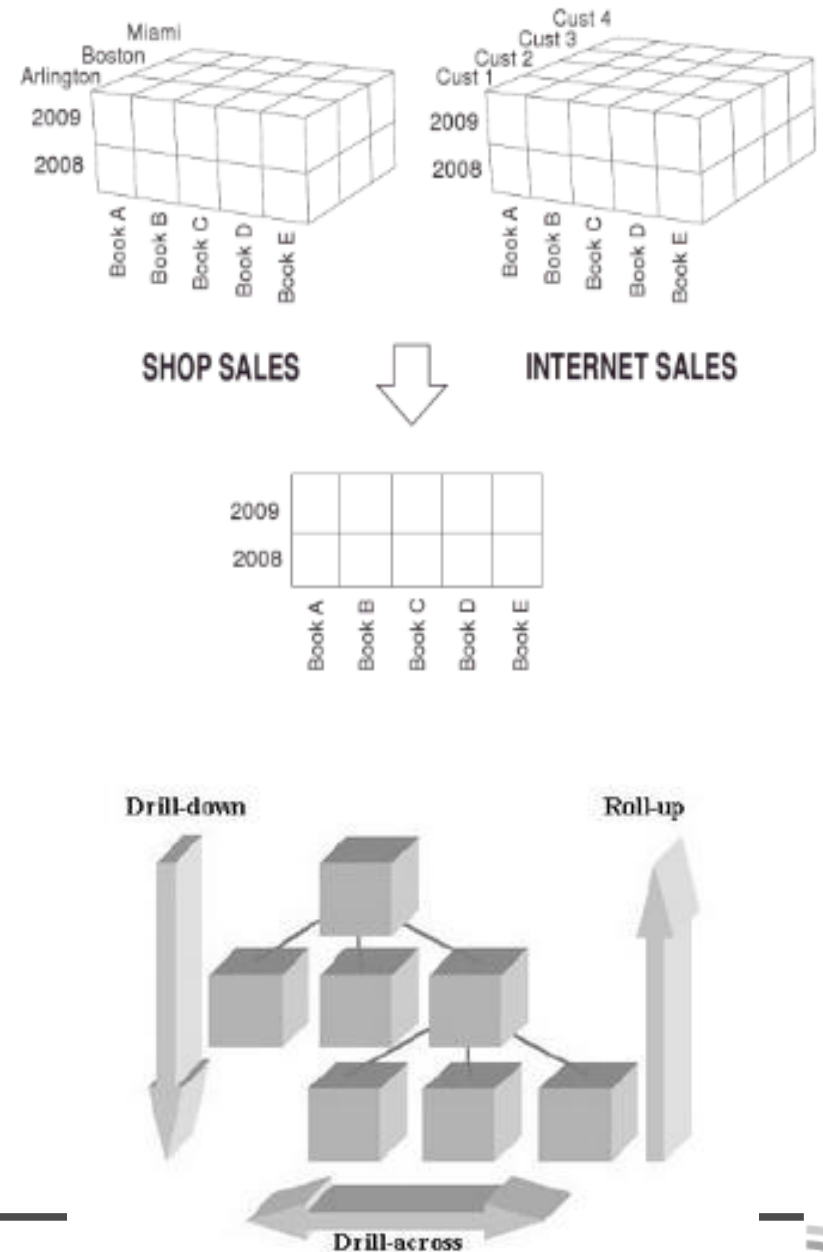 Miami
Boston
Arlington
2009
2008
Book A
Book B
Book C
Book D
Book E
Cust 4
Cust 3
Cust 2
Cust 1
2009
2008
Book A
Book B
Book C
Book D
Book E
SHOP SALES
INTERNET SALES
2009
2008
Book A
Book B
Book C
Book D
Book E
Drill-down
Roll-up
Drill-across